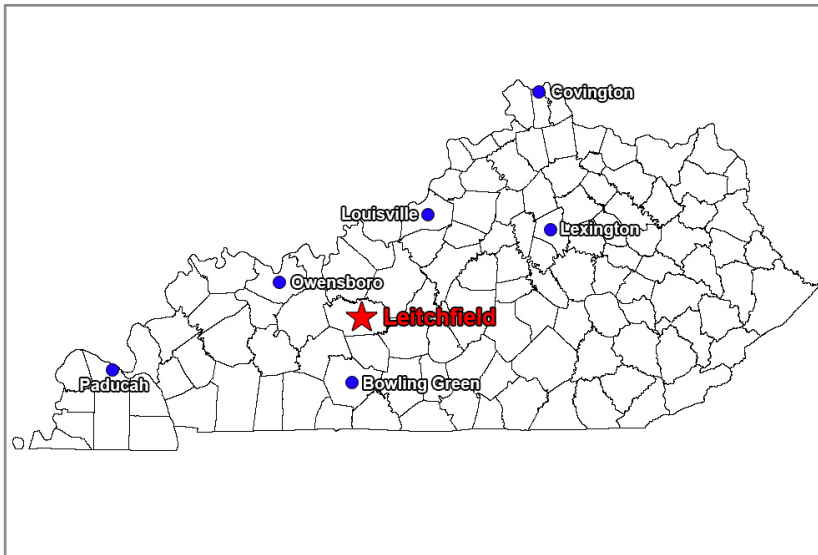 Covington
Louisville
Lexington
Owensboro
Leitchfield
Paducah
Bowling Green